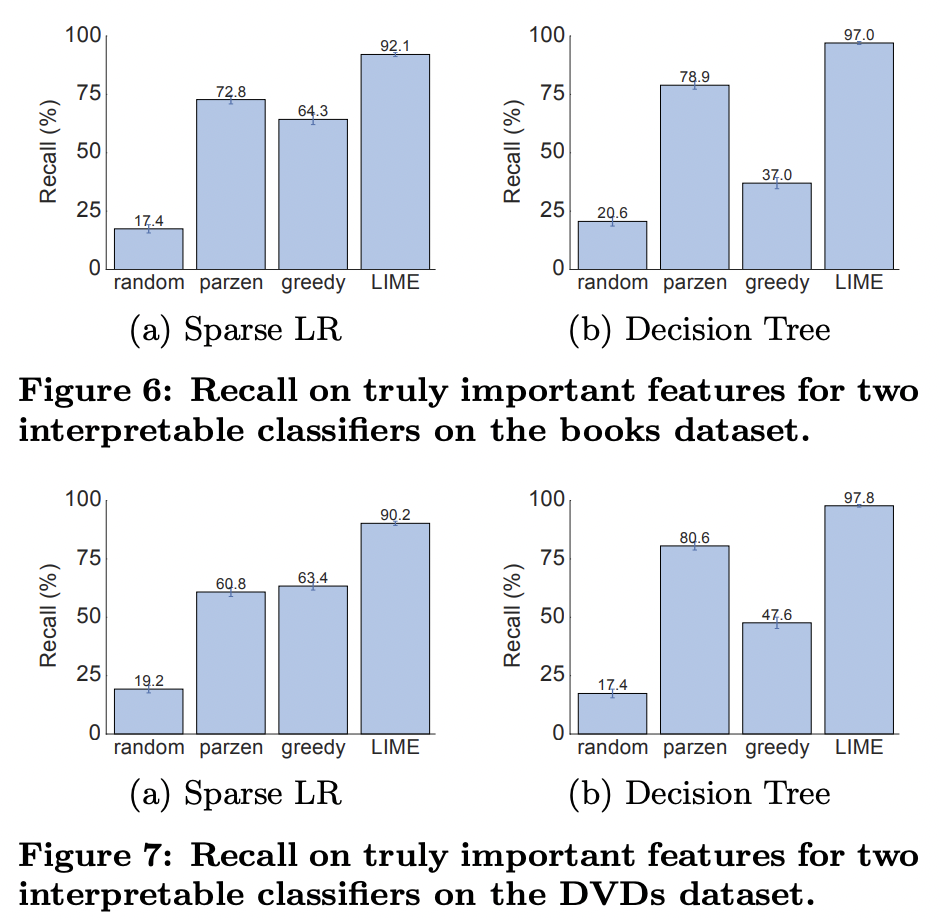 100
75
50
25
0
Recall (%)
17.4
72.8
64.3
92.1
random parzen greedy LIME
(a) Sparse LR
100
75
50
25
0
Recall (%)
20.6
78.9
37.0
97.0
random parzen greedy LIME
(b) Decision Tree
Figure 6: Recall on truly important features for two
interpretable classifiers on the books dataset.
100
75
50
25
0
Recall (%)
19.2
60.8
63.4
90.2
random parzen greedy LIME
(a) Sparse LR
100
75
50
25
0
Recall (%)
17.4
80.6
47.6
97.8
random parzen greedy LIME
(b) Decision Tree
Figure 7: Recall on truly important features for two
interpretable classifiers on the DVDs dataset.